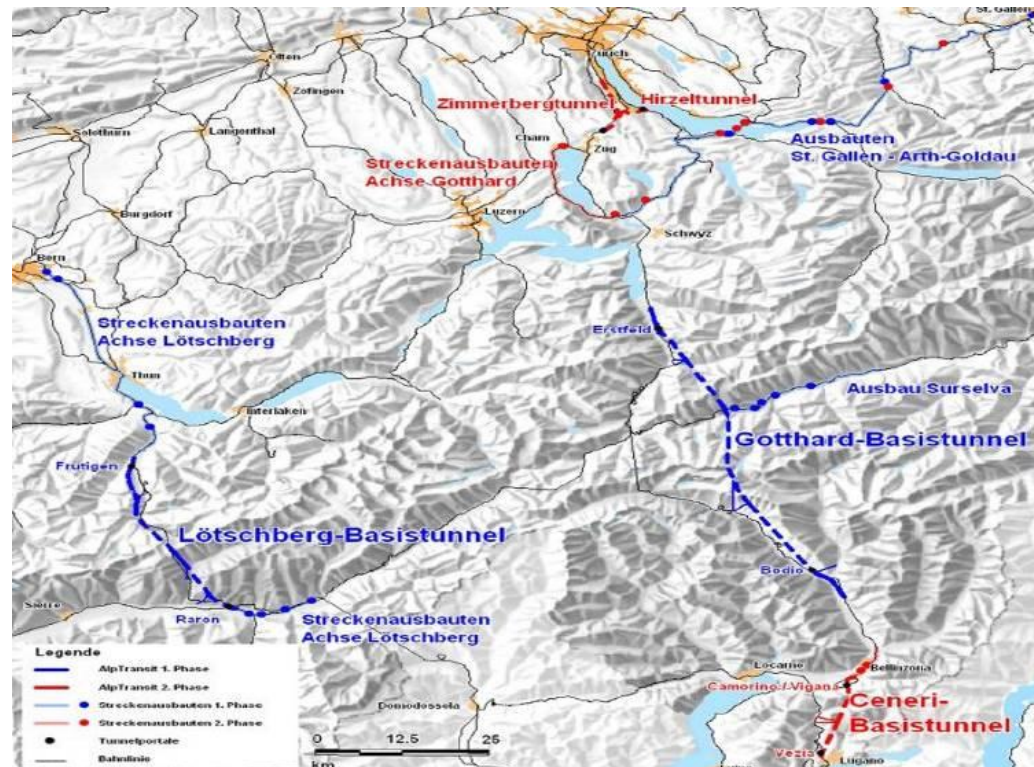 St. Gallen
Zürich
Olten
Zofingen
Zimmerbergtunnel
Hirzeltunnel
Solothurn
Langenthal
Cham
Zug
Ausbauten
St. Gallen - Arth-Goldau
Streckenausbauten
Achse Gotthard
Burgdorf
Luzern
Schwyz
Bern
Streckenausbauten
Achse Lötschberg
Erstfeld
Thun
Ausbau Surselva
Interlaken
Gotthard-Basistunnel
Frutigen
Lötschberg-Basistunnel
Bodio
Sierre
Raron
Streckenausbauten
Achse Lötschberg
Legende
AlpTransit 1. Phase
AlpTransit 2. Phase
Streckenausbauten 1. Phase
Streckenausbauten 2. Phase
Tunnelportale
Bahnlinie
Locarno
Bellinzona
Camorino / Vigana
Domodossola
Ceneri-
Basistunnel
0 12.5 25
km
Vezia
Lugano